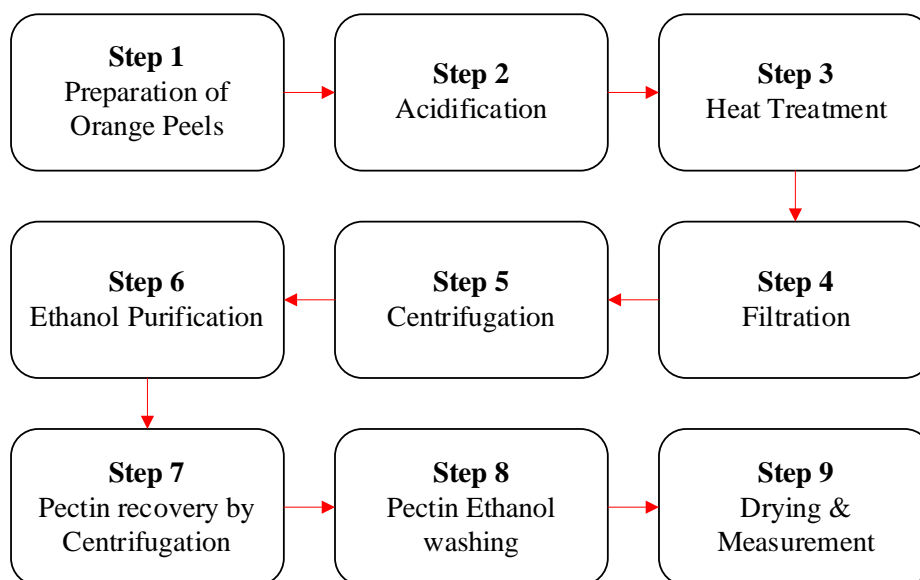 Step 1
Preparation of
Orange Peels
Step 2
Acidification
Step 3
Heat Treatment
Step 4
Filtration
Step 5
Centrifugation
Step 6
Ethanol Purification
Step 7
Pectin recovery by
Centrifugation
Step 8
Pectin Ethanol
washing
Step 9
Drying &
Measurement